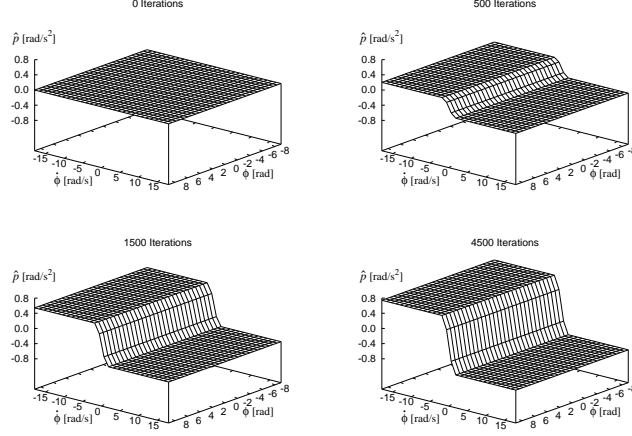 0 Iterations
500 Iterations
p̂ [rad/s²]
0.8
0.4
0.0
-0.4
-0.8
-15 -10 -5 0 5 10 15
φ̇ [rad/s]
8 6 4 2 0 -2 -4 -6 -8
φ [rad]
p̂ [rad/s²]
0.8
0.4
0.0
-0.4
-0.8
-15 -10 -5 0 5 10 15
φ̇ [rad/s]
8 6 4 2 0 -2 -4 -6 -8
φ [rad]
1500 Iterations
4500 Iterations
p̂ [rad/s²]
0.8
0.4
0.0
-0.4
-0.8
-15 -10 -5 0 5 10 15
φ̇ [rad/s]
8 6 4 2 0 -2 -4 -6 -8
φ [rad]
p̂ [rad/s²]
0.8
0.4
0.0
-0.4
-0.8
-15 -10 -5 0 5 10 15
φ̇ [rad/s]
8 6 4 2 0 -2 -4 -6 -8
φ [rad]